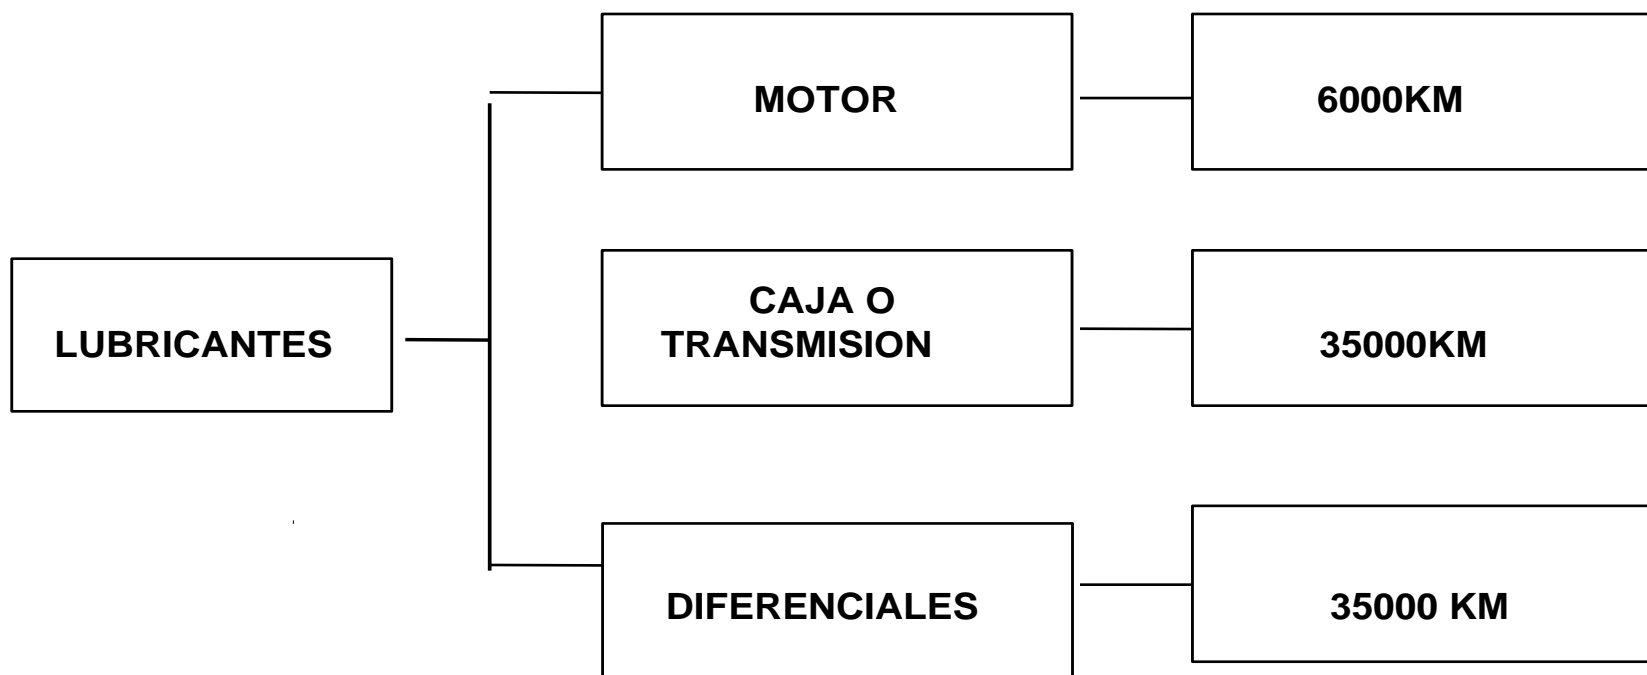 MOTOR
6000KM
LUBRICANTES
CAJA O
TRANSMISION
35000KM
DIFERENCIALES
35000 KM